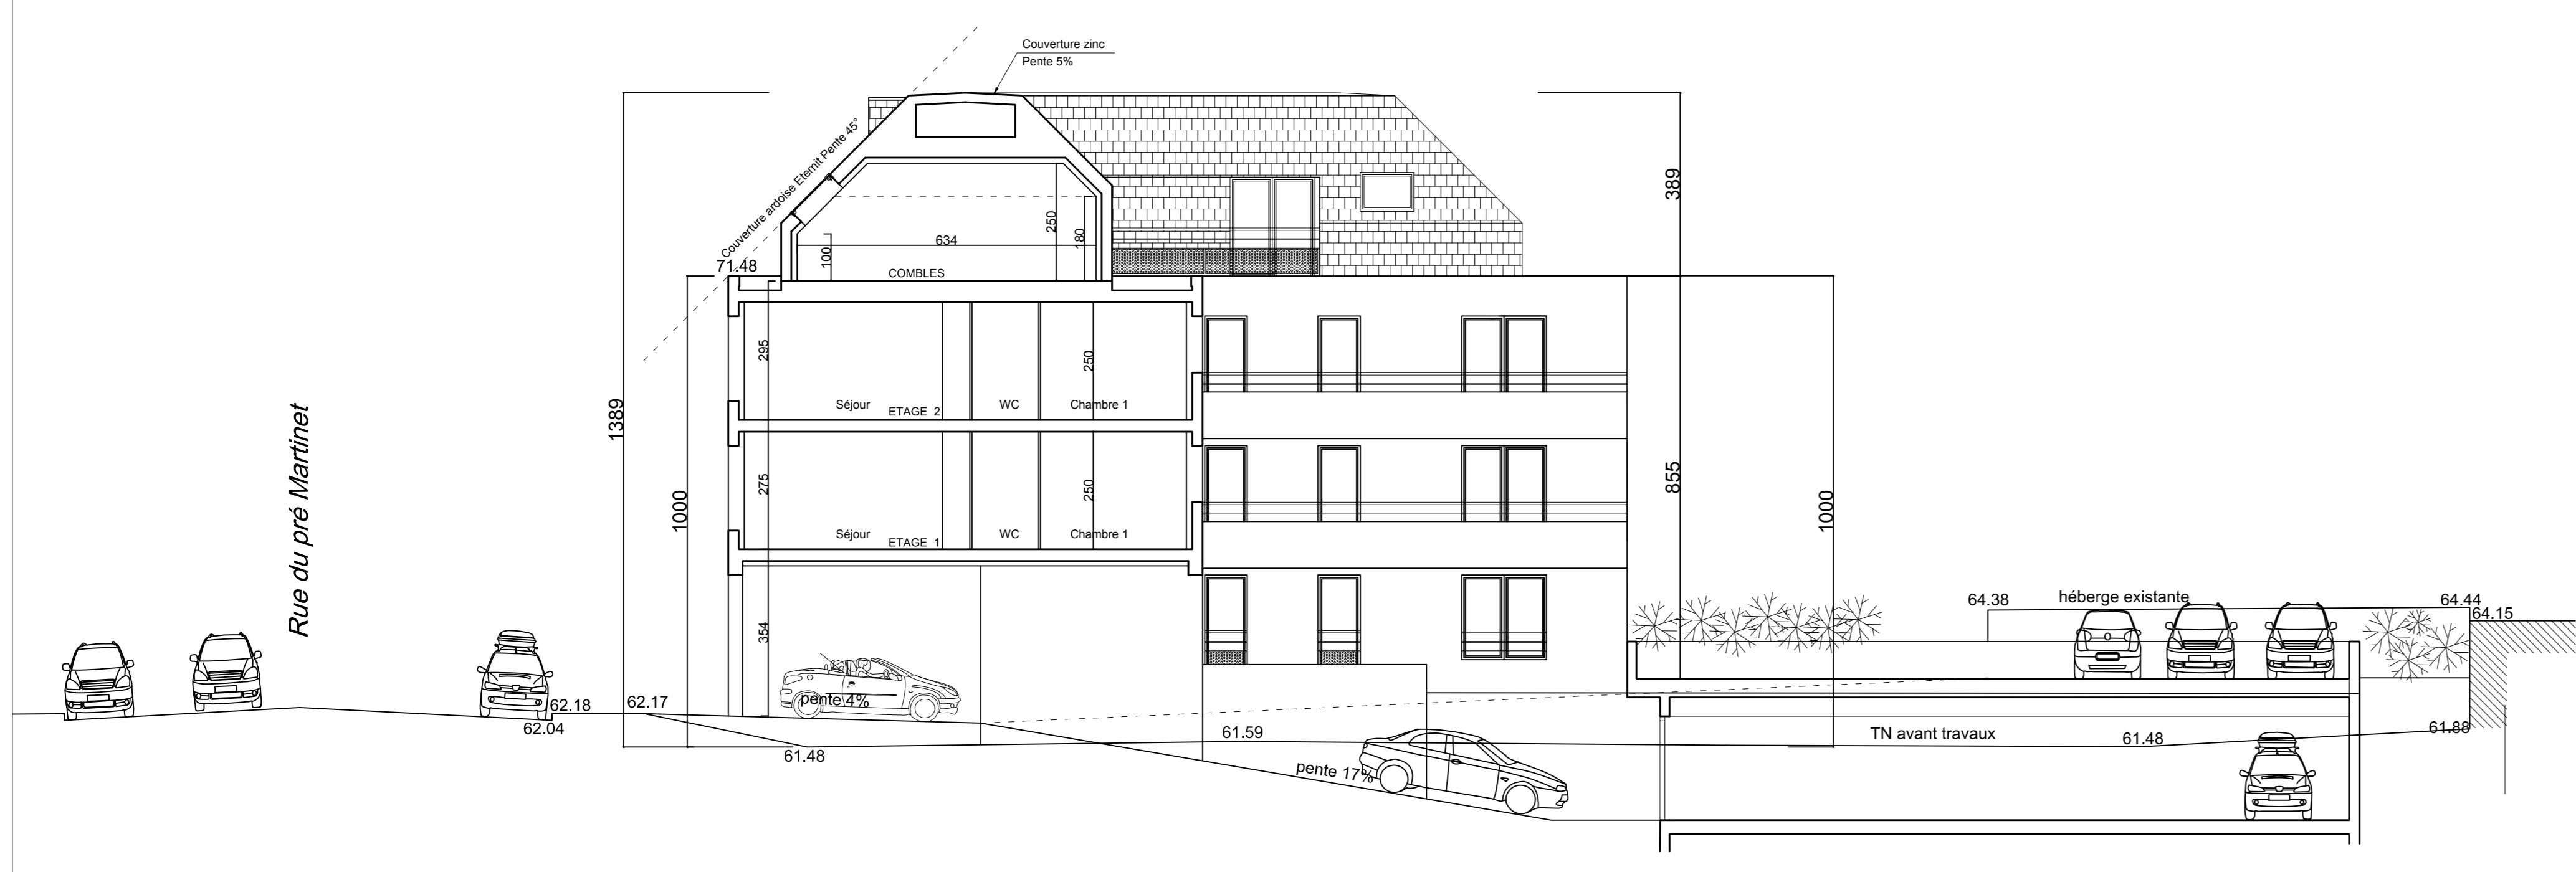 Couverture zinc
Pente 5%
Couverture ardoise Eternit Pente 45°
389
250
180
634
100
COMBLES
71.48
295
250
1389
Séjour
ETAGE 2
WC
Chambre 1
Rue du pré Martinet
275
250
855
1000
1000
Séjour
ETAGE 1
WC
Chambre 1
354
64.38
héberge existante
64.44
64.15
pente 4%
62.18
62.17
62.04
61.48
61.59
TN avant travaux
61.48
61.88
pente 17%